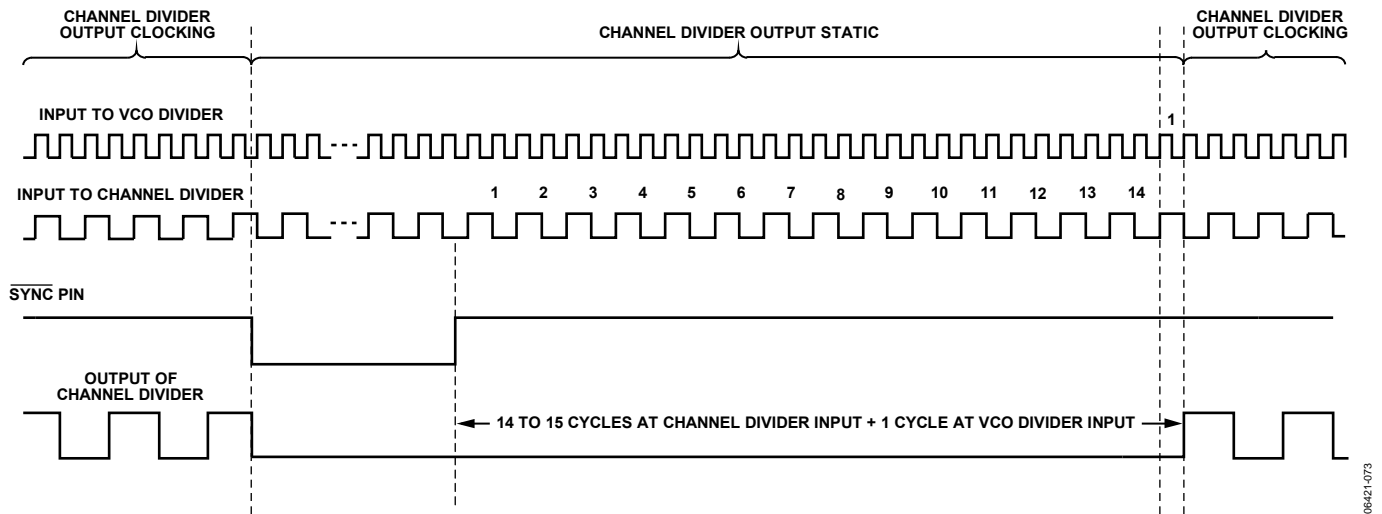 CHANNEL DIVIDER
OUTPUT CLOCKING
CHANNEL DIVIDER OUTPUT STATIC
CHANNEL DIVIDER
OUTPUT CLOCKING
INPUT TO VCO DIVIDER
1
INPUT TO CHANNEL DIVIDER
1 2 3 4 5 6 7 8 9 10 11 12 13 14
SYNC PIN
OUTPUT OF
CHANNEL DIVIDER
14 TO 15 CYCLES AT CHANNEL DIVIDER INPUT + 1 CYCLE AT VCO DIVIDER INPUT
06421-073